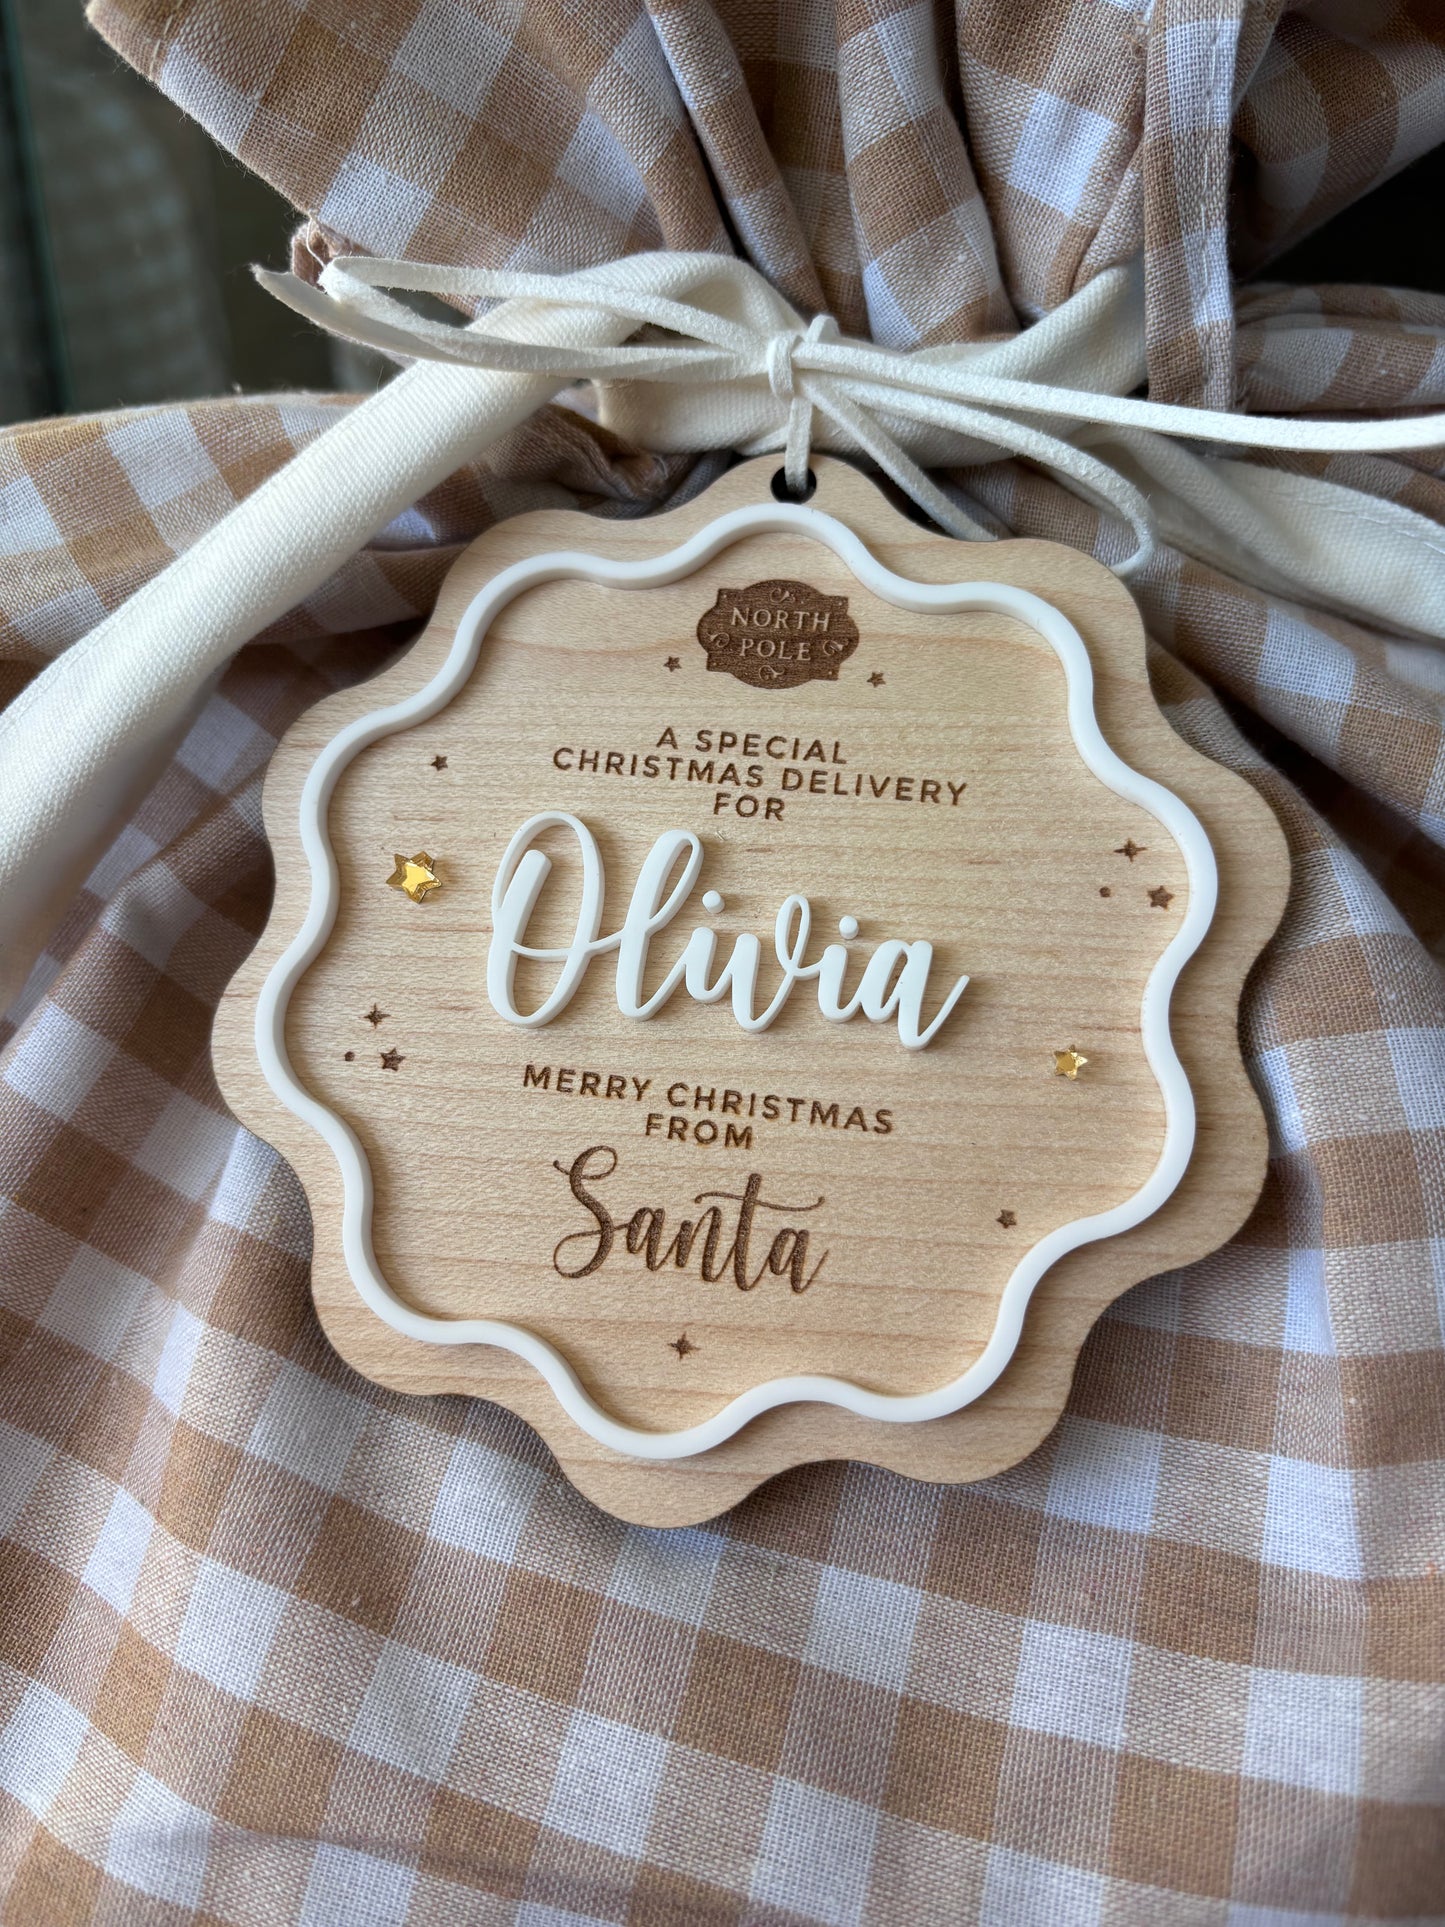 NORTH
POLE
A SPECIAL
CHRISTMAS DELIVERY
FOR
Olivia
MERRY CHRISTMAS
FROM
Santa